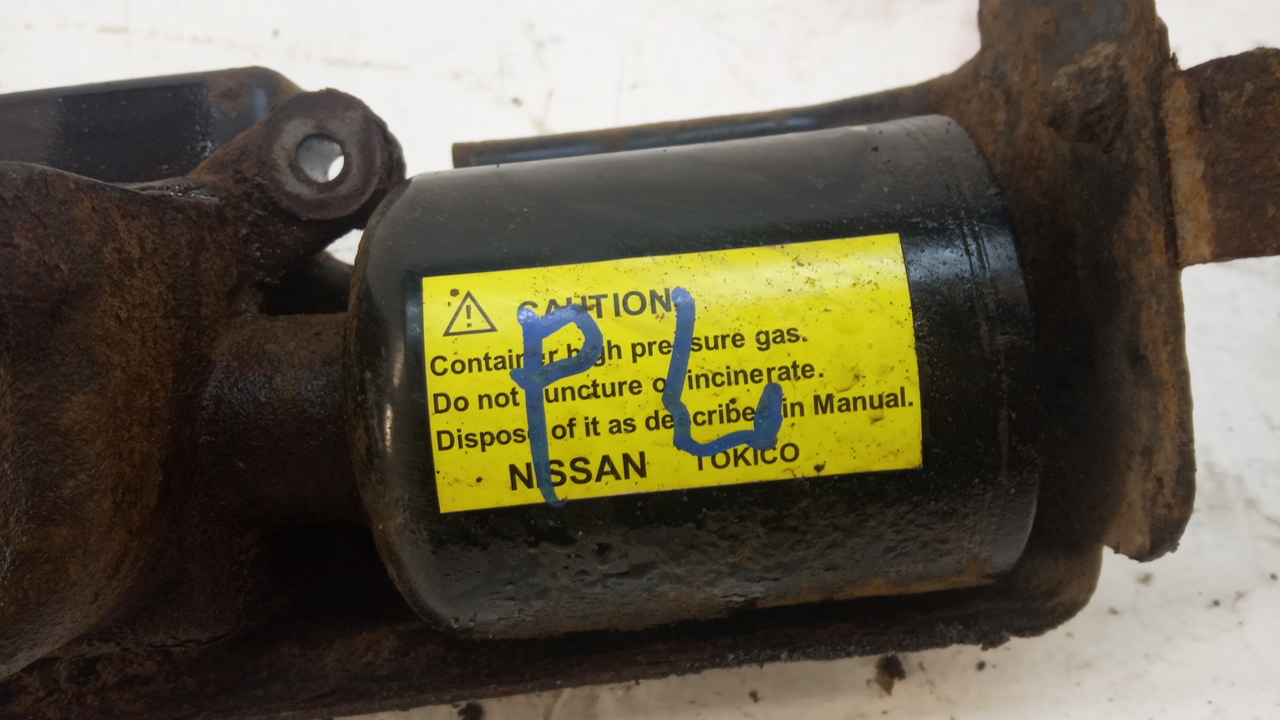 CAUTION
Container high pressure gas.
Do not puncture or incinerate.
Dispose of it as described in Manual.
NISSAN TOKICO
PL